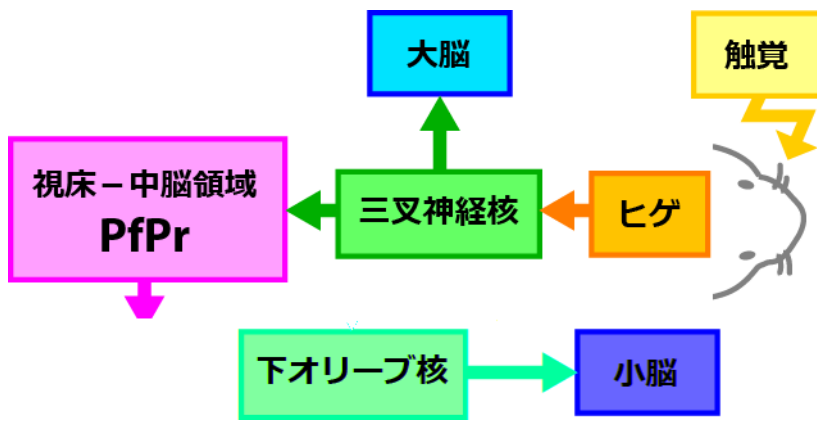 大脳
触覚
視床－中脳領域
PfPr
三叉神経核
ヒゲ
下オリーブ核
小脳